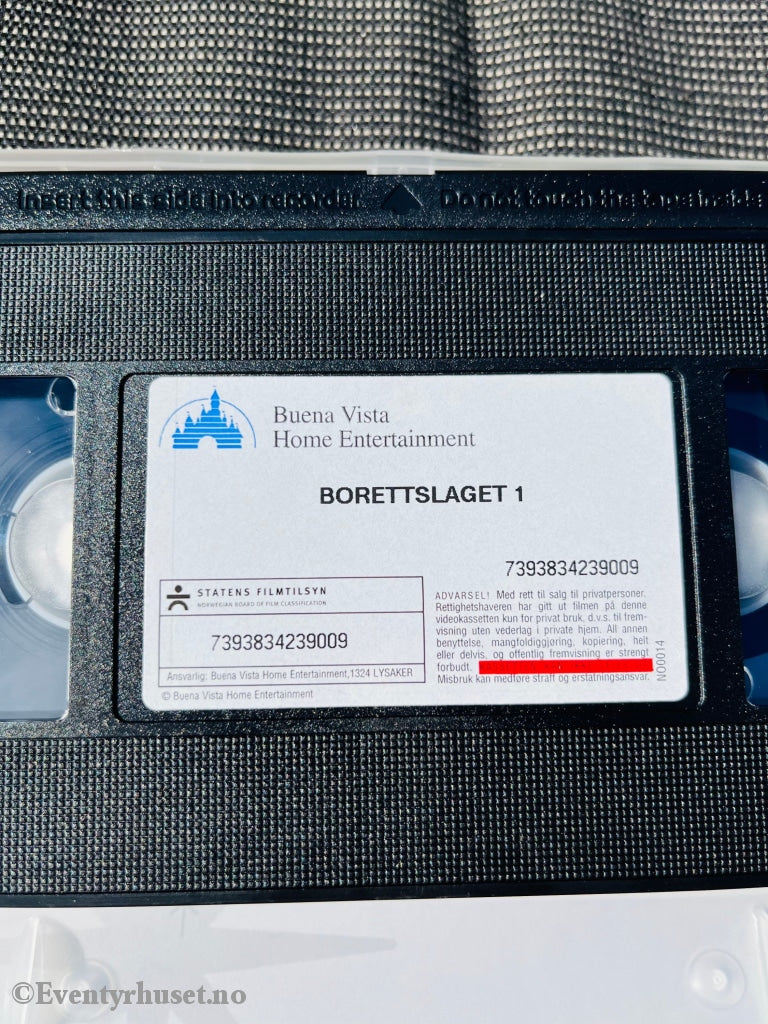 Insert this side into recorder. Do not touch the tape inside
Buena Vista
Home Entertainment
BORETTSLAGET 1
7393834239009
STATENS FILMTILSYN
NORWEGIAN BOARD OF FILM CLASSIFICATION
7393834239009
Ansvarlig: Buena Vista Home Entertainment,1324 LYSAKER
© Buena Vista Home Entertainment
ADVARSEL! Med rett til salg til privatpersoner.
Rettighetshaveren har gitt ut filmen på denne
videokassetten kun for privat bruk, d.v.s. til frem-
visning uten vederlag i private hjem. All annen
benyttelse, mangfoldiggjøring, kopiering, helt
eller delvis, og offentlig fremvisning er strengt
forbudt.
Misbruk kan medføre straff og erstatningsansvar.
NO0014
©Eventyrhuset.no